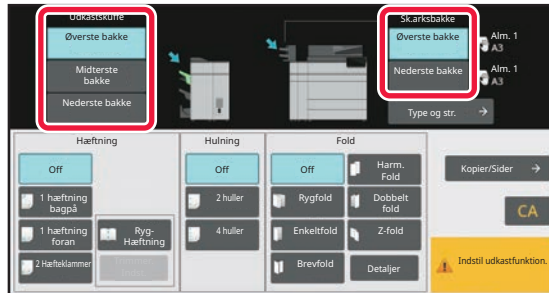 Udkastskuffe
Øverste bakke
Midterste
bakke
Nederste bakke
Sk.arksbakke
Øverste bakke
Alm. 1
A3
Nederste bakke
Alm. 1
A3
Type og str.
Hæftning
Off
1 hæftning
bagpå
1 hæftning
foran
2 Hæfteklammer
Ryg-
Hæftning
Hulning
Off
2 huller
4 huller
Fold
Off
Rygfold
Enkeltfold
Brevfold
Harm.
Fold
Dobbelt
fold
Z-fold
Detaljer
Kopier/Sider
CA
Indstil udkastfunktion.